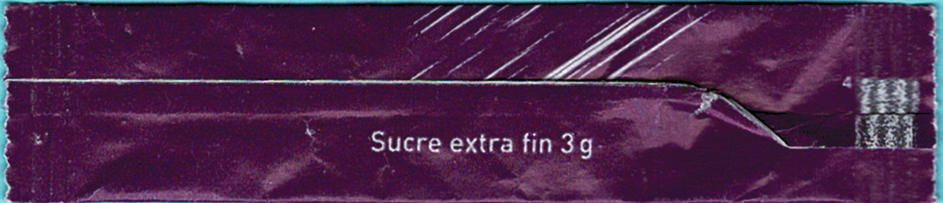 Sucre extra fin 3 g